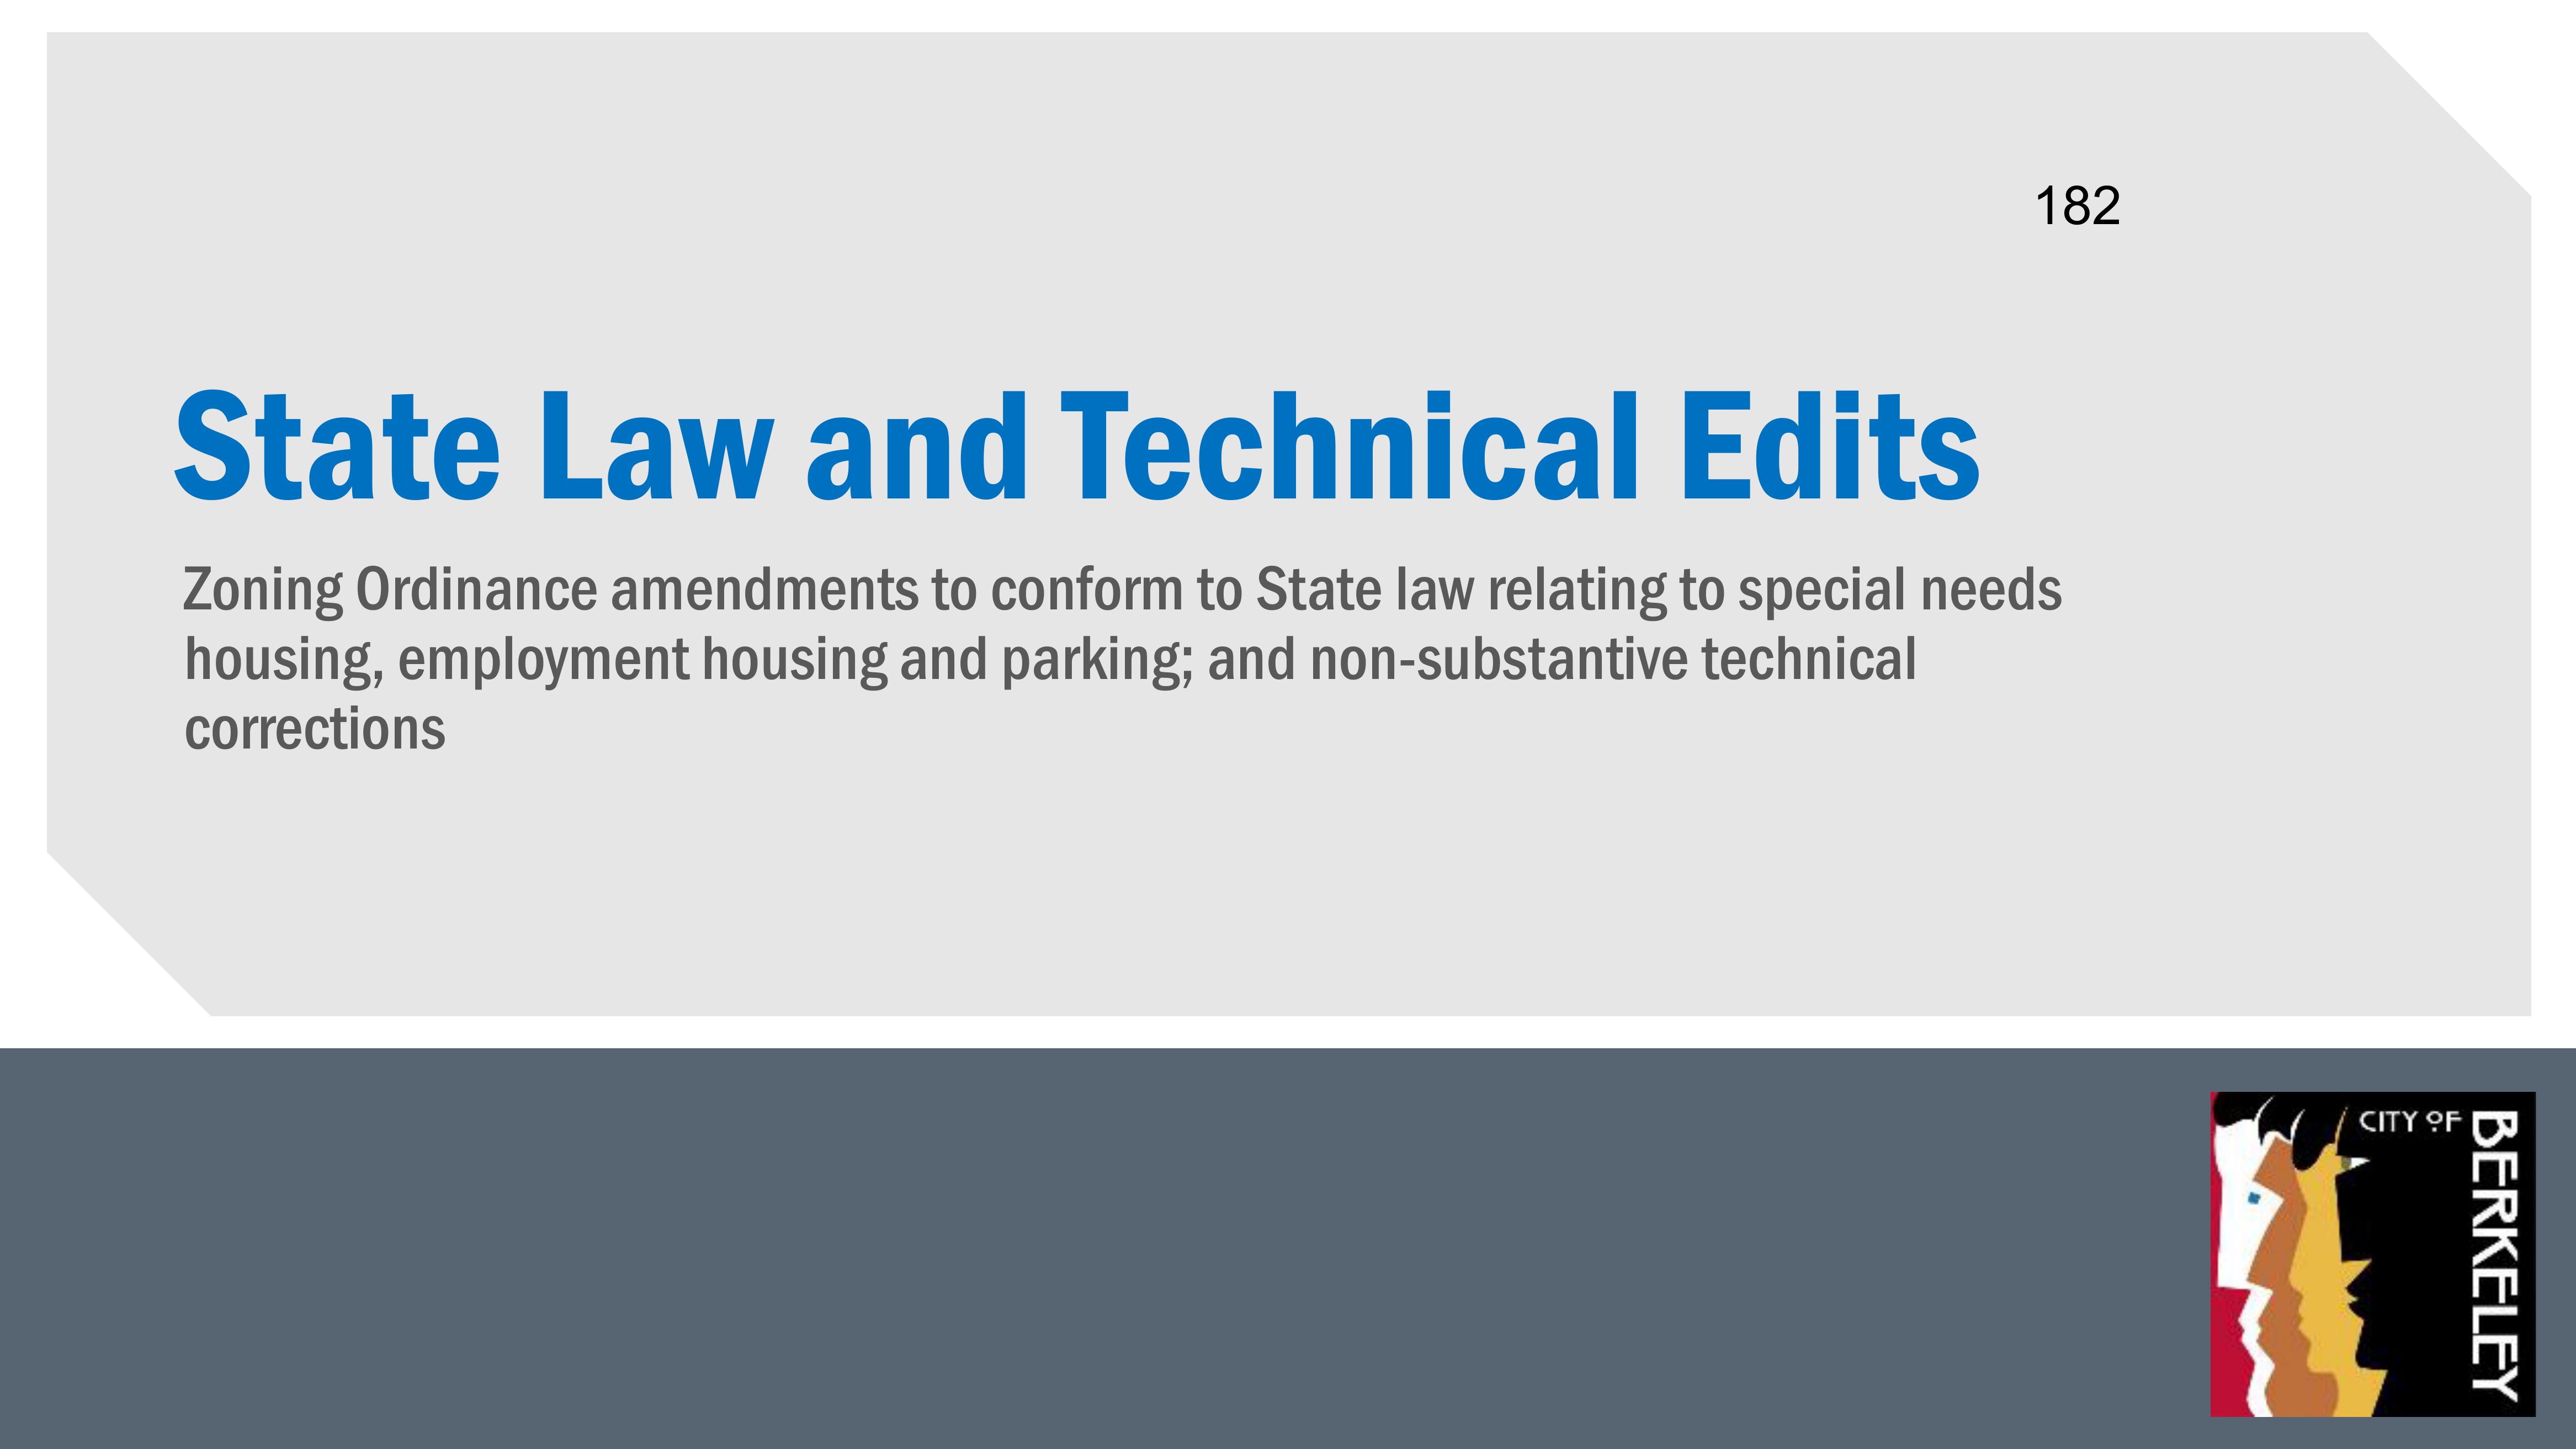 182
State Law and Technical Edits
Zoning Ordinance amendments to conform to State law relating to special needs
housing, employment housing and parking; and non-substantive technical
corrections
CITY OF
BERKELEY